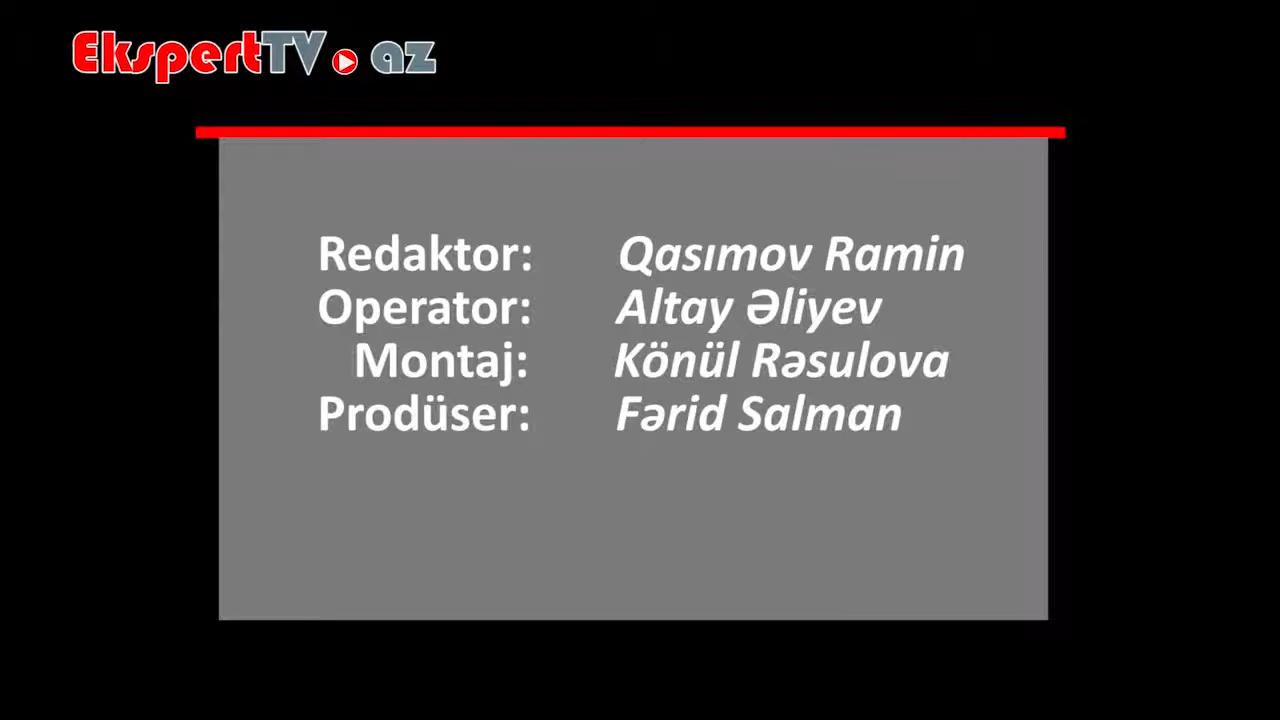 EkspertTV.az
Redaktor: Qasımov Ramin
Operator: Altay Əliyev
Montaj: Könül Rəsulova
Prodüser: Fərid Salman